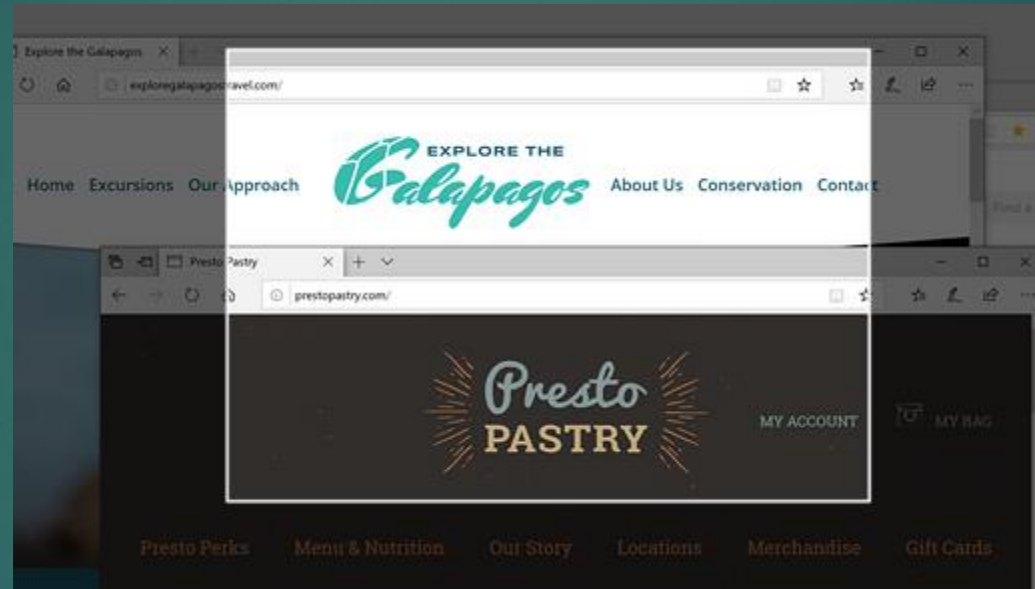 Explore the Galapagos
exploregalapagostravel.com/
Home Excursions Our Approach
EXPLORE THE
Galapagos
About Us Conservation Contact
Find a
Presto Pastry
prestopastry.com/
Presto
PASTRY
MY ACCOUNT
MY BAG
Presto Perks Menu & Nutrition Our Story Locations Merchandise Gift Cards